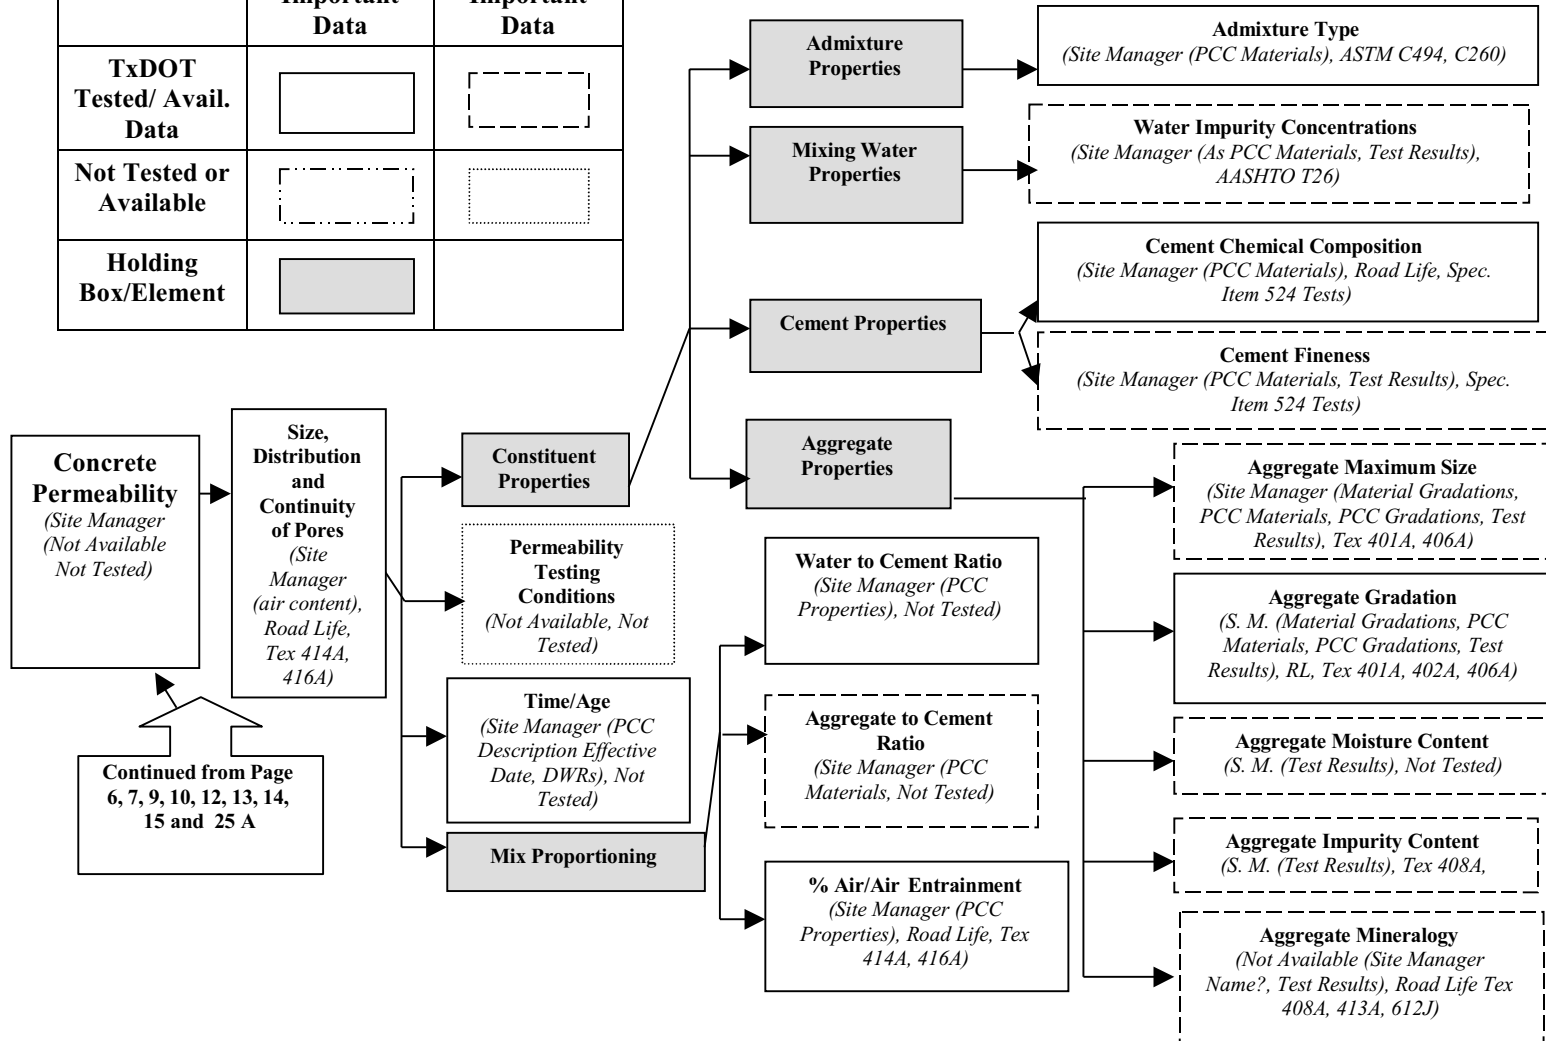 Important
Data
Important
Data
TxDOT
Tested/ Avail.
Data
Not Tested or
Available
Holding
Box/Element
Admixture
Properties
Admixture Type
(Site Manager (PCC Materials), ASTM C494, C260)
Mixing Water
Properties
Water Impurity Concentrations
(Site Manager (As PCC Materials, Test Results),
AASHTO T26)
Cement Properties
Cement Chemical Composition
(Site Manager (PCC Materials), Road Life, Spec.
Item 524 Tests)
Cement Fineness
(Site Manager (PCC Materials, Test Results), Spec.
Item 524 Tests)
Concrete
Permeability
(Site Manager
(Not Available
Not Tested)
Size,
Distribution
and
Continuity
of Pores
(Site
Manager
(air content),
Road Life,
Tex 414A,
416A)
Constituent
Properties
Aggregate
Properties
Permeability
Testing
Conditions
(Not Available, Not
Tested)
Time/Age
(Site Manager (PCC
Description Effective
Date, DWRs), Not
Tested)
Mix Proportioning
Continued from Page
6, 7, 9, 10, 12, 13, 14,
15 and 25 A
Water to Cement Ratio
(Site Manager (PCC
Properties), Not Tested)
Aggregate to Cement
Ratio
(Site Manager (PCC
Materials, Not Tested)
% Air/Air Entrainment
(Site Manager (PCC
Properties), Road Life, Tex
414A, 416A)
Aggregate Maximum Size
(Site Manager (Material Gradations,
PCC Materials, PCC Gradations, Test
Results), Tex 401A, 406A)
Aggregate Gradation
(S. M. (Material Gradations, PCC
Materials, PCC Gradations, Test
Results), RL, Tex 401A, 402A, 406A)
Aggregate Moisture Content
(S. M. (Test Results), Not Tested)
Aggregate Impurity Content
(S. M. (Test Results), Tex 408A,
Aggregate Mineralogy
(Not Available (Site Manager
Name?, Test Results), Road Life Tex
408A, 413A, 612J)